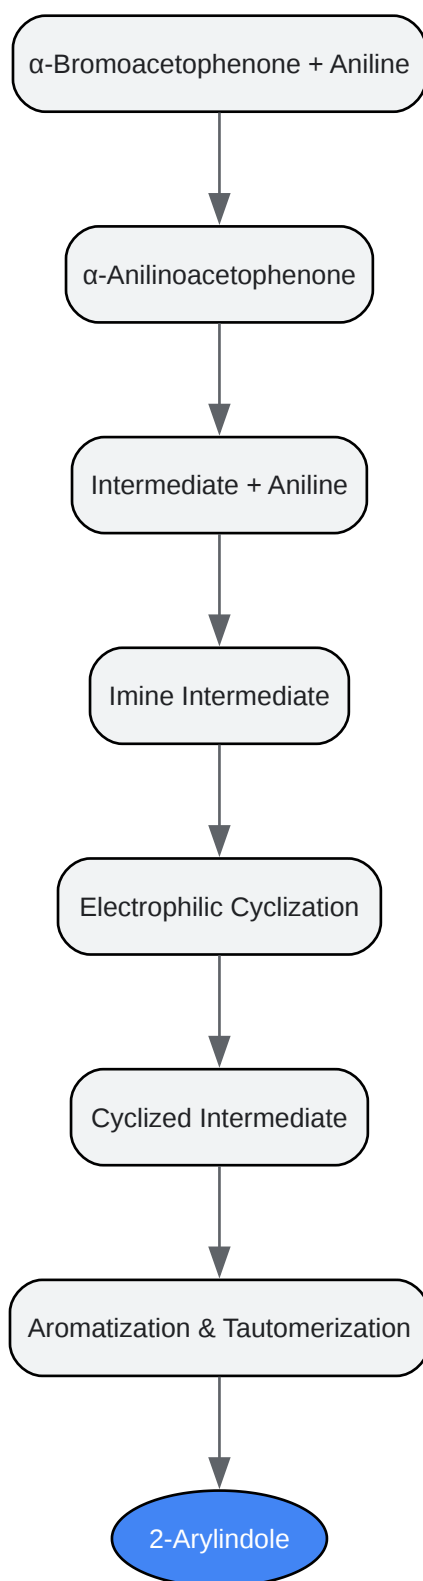 α-Bromoacetophenone + Aniline
α-Anilinoacetophenone
Intermediate + Aniline
Imine Intermediate
Electrophilic Cyclization
Cyclized Intermediate
Aromatization & Tautomerization
2-Arylindole